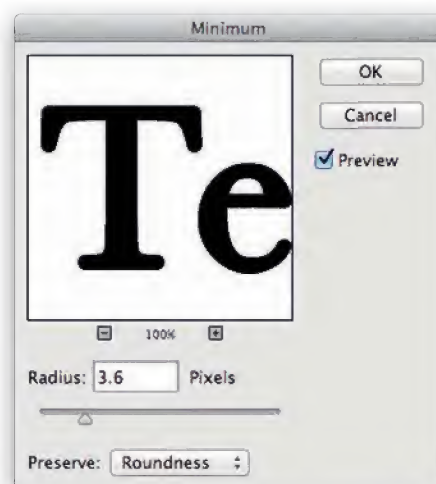 Minimum
Te
OK
Cancel
Preview
100%
Radius: 3.6 Pixels
Preserve: Roundness